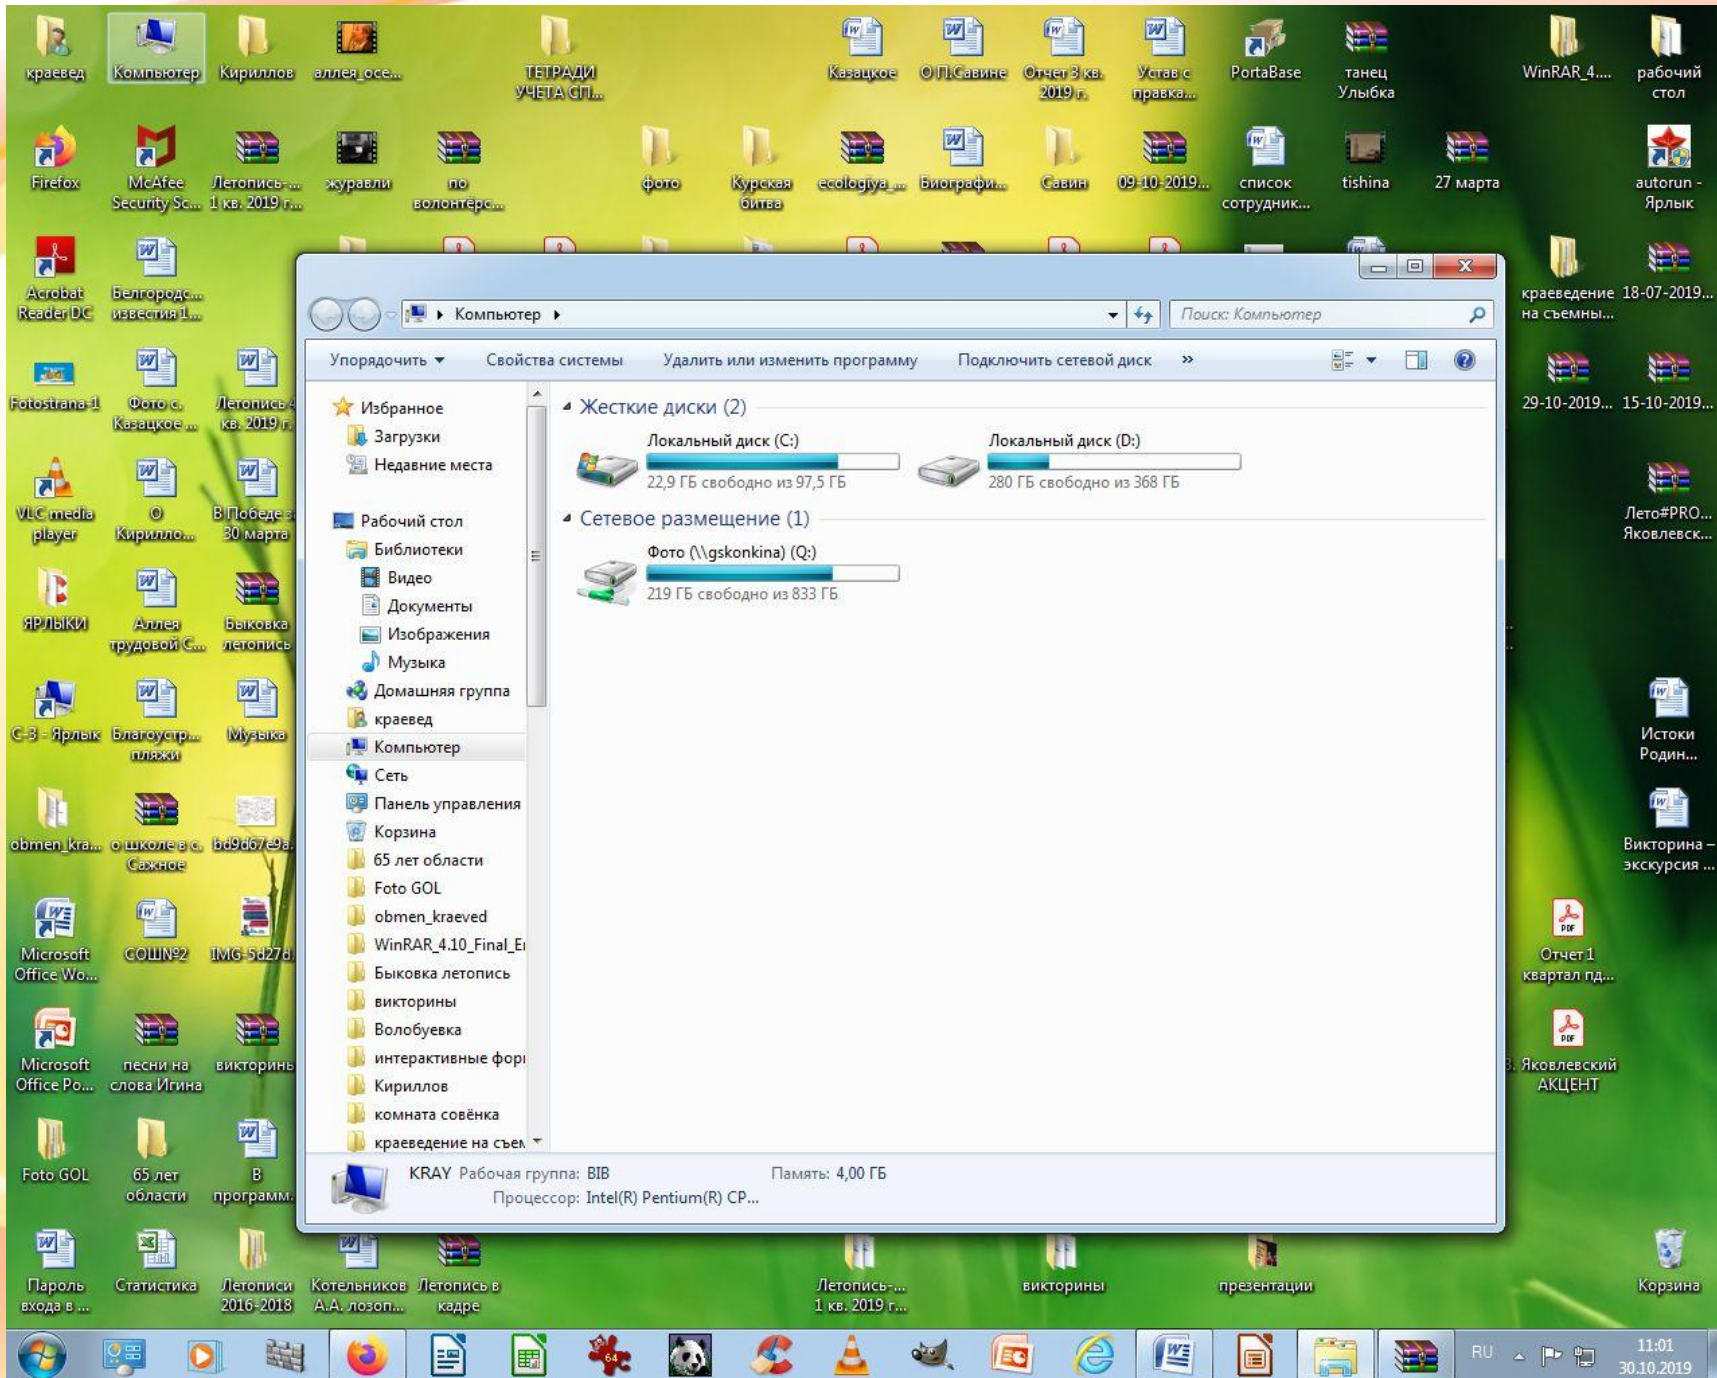 краевед
Компьютер
Кириллов
аллея_осе...
ТЕТРАДИ
УЧЕТА СП...
Казацкое
О П.Савине
Отчет 3 кв.
2019 г.
Устав с
правка...
PortaBase
танец
Улыбка
WinRAR_4....
рабочий
стол
Firefox
McAfee
Security Sc...
Летопись-...
1 кв. 2019 г...
журавли
по
волонтерс...
фото
Курская
битва
ecologiya_...
Биографи...
Савин
09-10-2019...
список
сотрудник...
tishina
27 марта
autorun -
Ярлык
Acrobat
Reader DC
Белгородс...
известия 1...
краеведение
на съемны...
18-07-2019...
Fotostrana-1
Фото с.
Казацкое ...
Летопись 4
кв. 2019 г.
29-10-2019...
15-10-2019...
VLC media
player
О
Кирилло...
В Победе з
30 марта
Лето#PRO...
Яковлевск...
ЯРЛЫКИ
Аллея
трудовой С...
Быковка
летопись
C-3 - Ярлык
Благоустр...
пляжи
Музыка
Истоки
Родин...
obmen_kra...
о школе в с.
Сажное
bd9d67e9a.
Викторина –
экскурсия ...
Microsoft
Office Wo...
СОШ№2
IMG-5d27d.
Отчет 1
квартал пд...
Microsoft
Office Po...
песни на
слова Игина
викторины
Яковлевский
АКЦЕНТ
Foto GOL
65 лет
области
В
программ.
Пароль
входа в ...
Статистика
Летописи
2016-2018
Котельников
А.А. лозоп...
Летопись в
кадре
Летопись-...
1 кв. 2019 г...
викторины
презентации
Корзина
Компьютер
Поиск: Компьютер
Упорядочить
Свойства системы
Удалить или изменить программу
Подключить сетевой диск
»
Избранное
Загрузки
Недавние места
Рабочий стол
Библиотеки
Видео
Документы
Изображения
Музыка
Домашняя группа
краевед
Компьютер
Сеть
Панель управления
Корзина
65 лет области
Foto GOL
obmen_kraeved
WinRAR_4.10_Final_Er
Быковка летопись
викторины
Волобуевка
интерактивные фор
Кириллов
комната совёнка
краеведение на съем
Жесткие диски (2)
Локальный диск (C:)
22,9 ГБ свободно из 97,5 ГБ
Локальный диск (D:)
280 ГБ свободно из 368 ГБ
Сетевое размещение (1)
Фото (\\gskonkina) (Q:)
219 ГБ свободно из 833 ГБ
KRAY Рабочая группа: BIB
Память: 4,00 ГБ
Процессор: Intel(R) Pentium(R) CP...
64
RU
11:01
30.10.2019